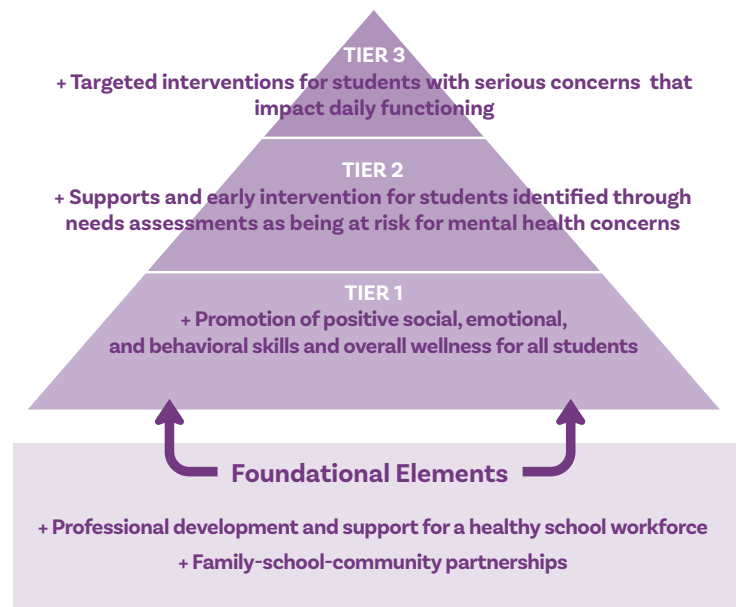 TIER 3
+ Targeted interventions for students with serious concerns that
impact daily functioning
TIER 2
+ Supports and early intervention for students identified through
needs assessments as being at risk for mental health concerns
TIER 1
+ Promotion of positive social, emotional,
and behavioral skills and overall wellness for all students
Foundational Elements
+ Professional development and support for a healthy school workforce
+ Family-school-community partnerships